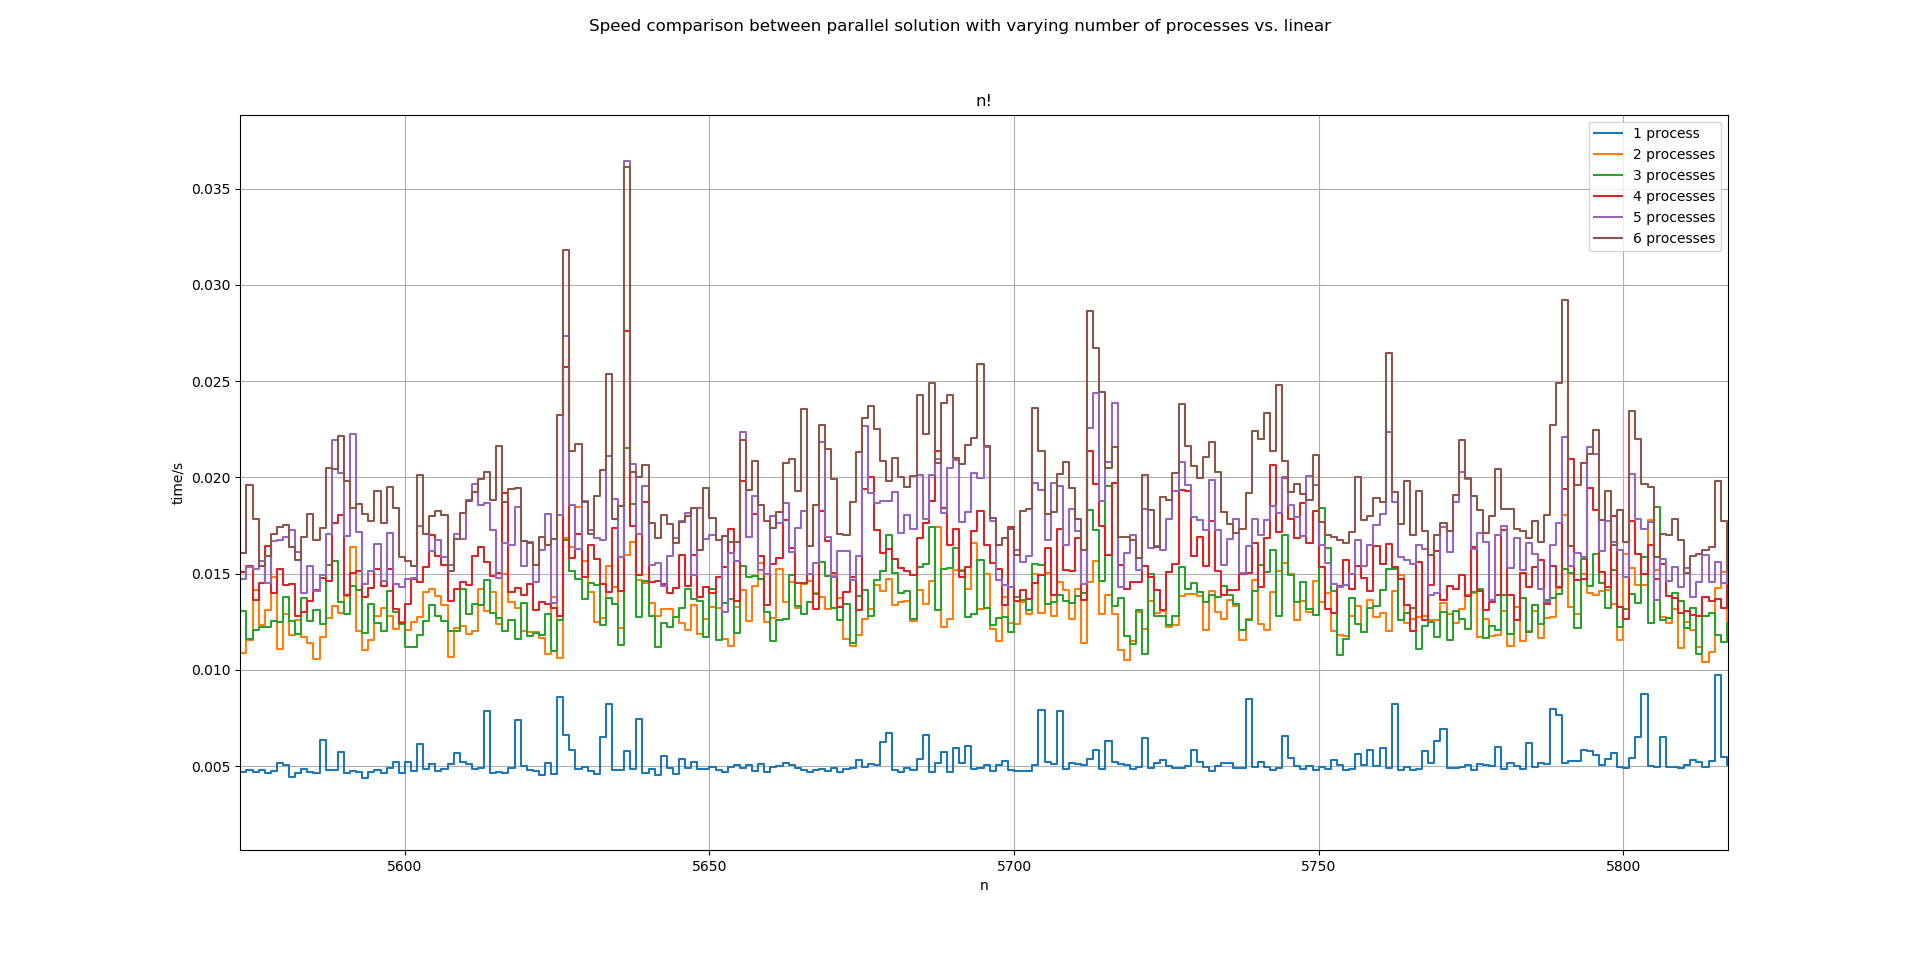 Speed comparison between parallel solution with varying number of processes vs. linear
n!
1 process
2 processes
3 processes
4 processes
5 processes
6 processes
0.035
0.030
0.025
0.020
0.015
0.010
0.005
time/s
5600
5650
5700
5750
5800
n